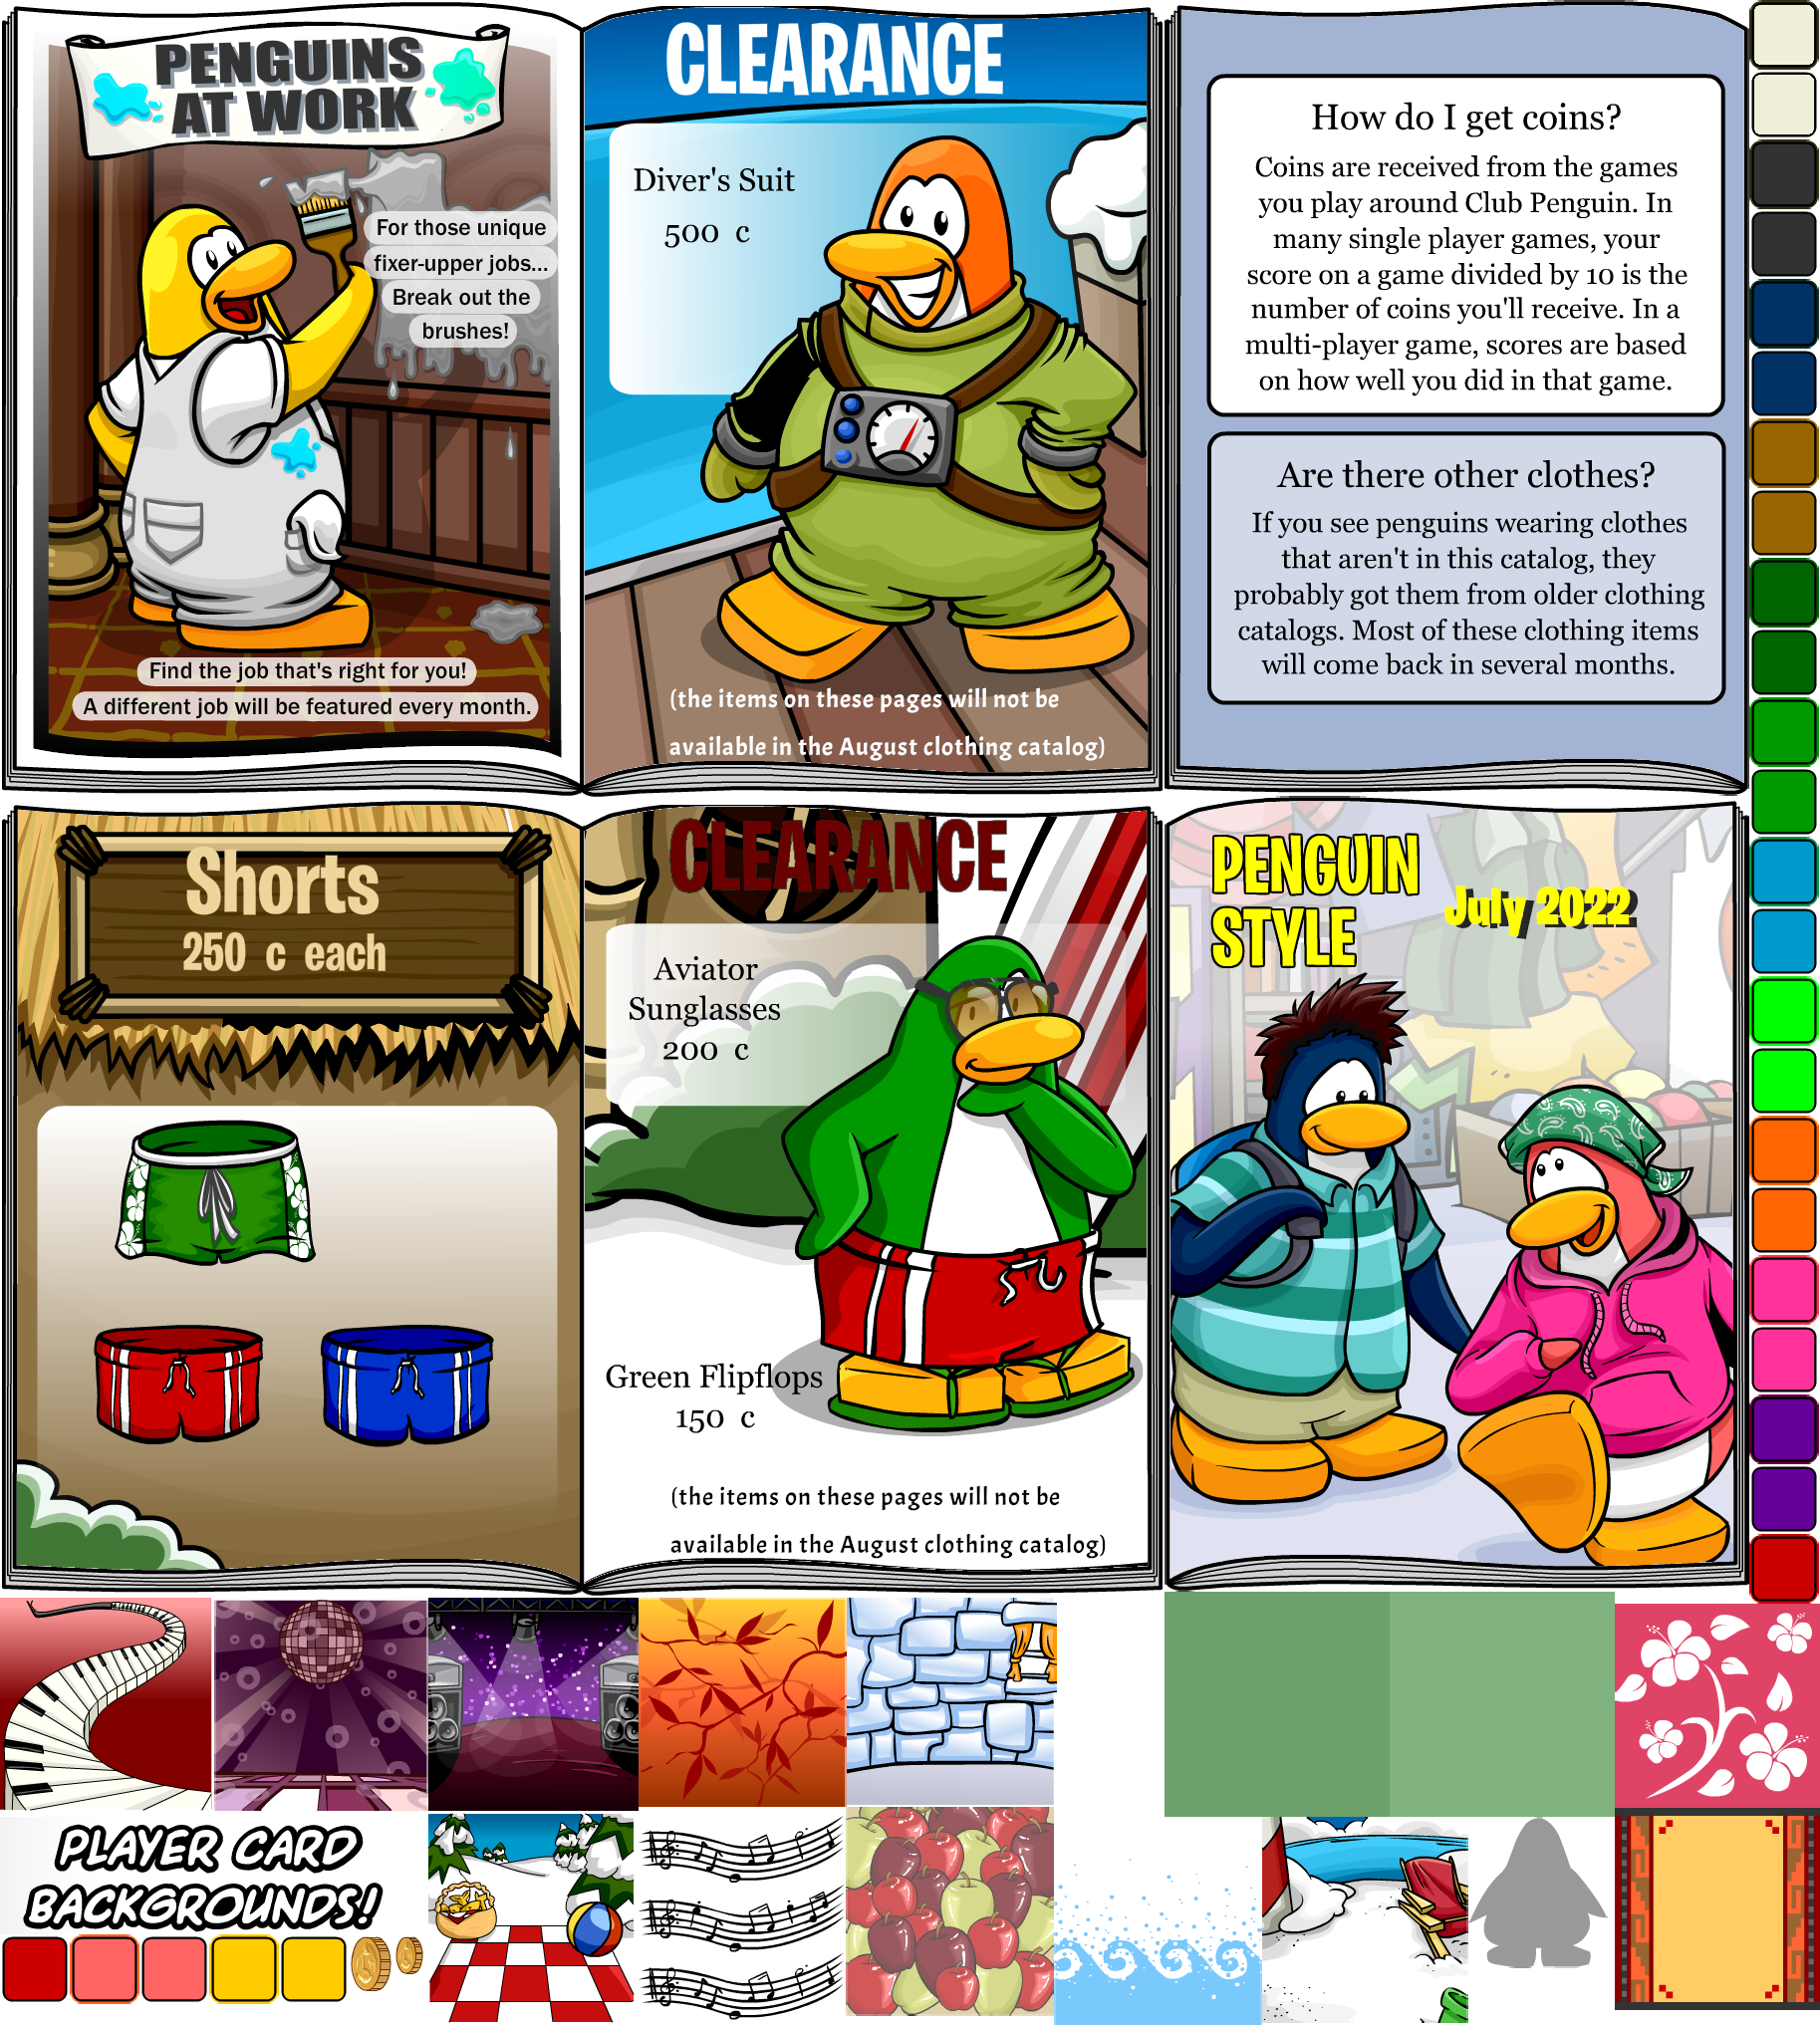 PENGUINS
AT WORK
For those unique
fixer-upper jobs...
Break out the
brushes!
Find the job that's right for you!
A different job will be featured every month.
CLEARANCE
Diver's Suit
500 c
(the items on these pages will not be
available in the August clothing catalog)
How do I get coins?
Coins are received from the games
you play around Club Penguin. In
many single player games, your
score on a game divided by 10 is the
number of coins you'll receive. In a
multi-player game, scores are based
on how well you did in that game.
Are there other clothes?
If you see penguins wearing clothes
that aren't in this catalog, they
probably got them from older clothing
catalogs. Most of these clothing items
will come back in several months.
Shorts
250 c each
CLEARANCE
Aviator
Sunglasses
200 c
Green Flipflops
150 c
(the items on these pages will not be
available in the August clothing catalog)
PENGUIN
STYLE
July 2022
PLAYER CARD
BACKGROUNDS!